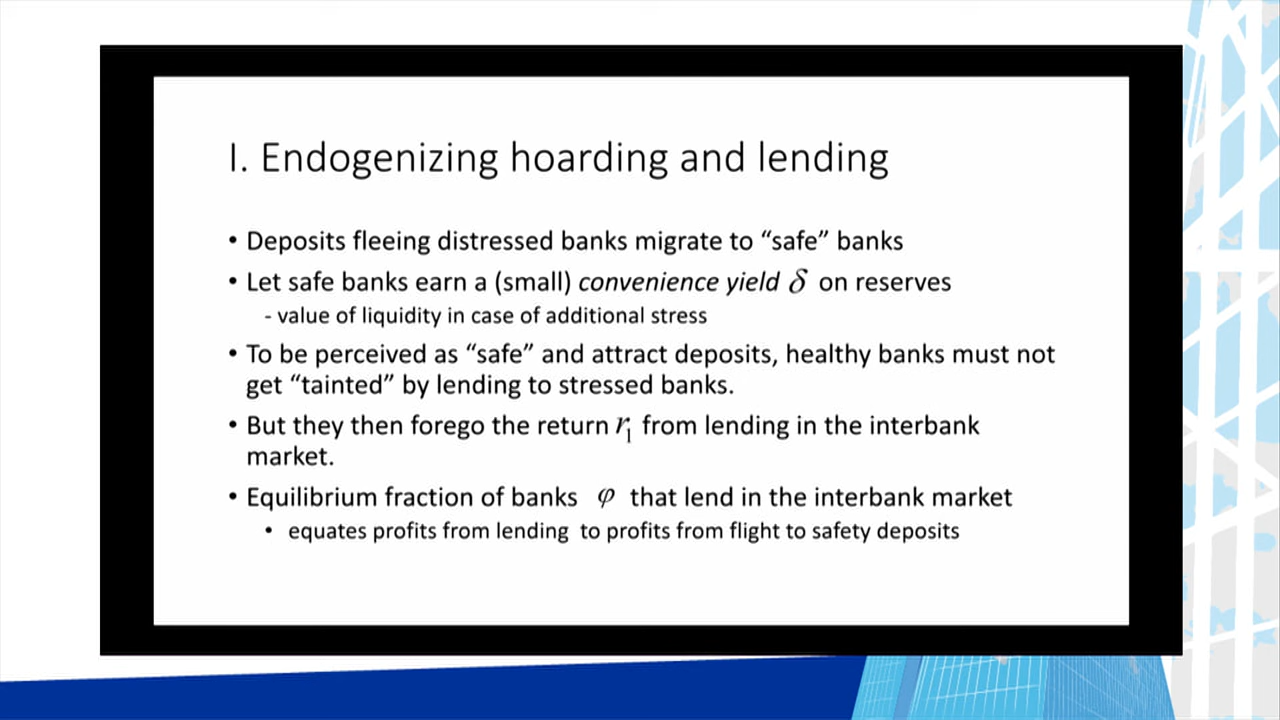 I. Endogenizing hoarding and lending
• Deposits fleeing distressed banks migrate to “safe” banks
• Let safe banks earn a (small) convenience yield δ on reserves
- value of liquidity in case of additional stress
• To be perceived as “safe” and attract deposits, healthy banks must not
get “tainted” by lending to stressed banks.
• But they then forego the return r₁ from lending in the interbank
market.
• Equilibrium fraction of banks φ that lend in the interbank market
• equates profits from lending to profits from flight to safety deposits